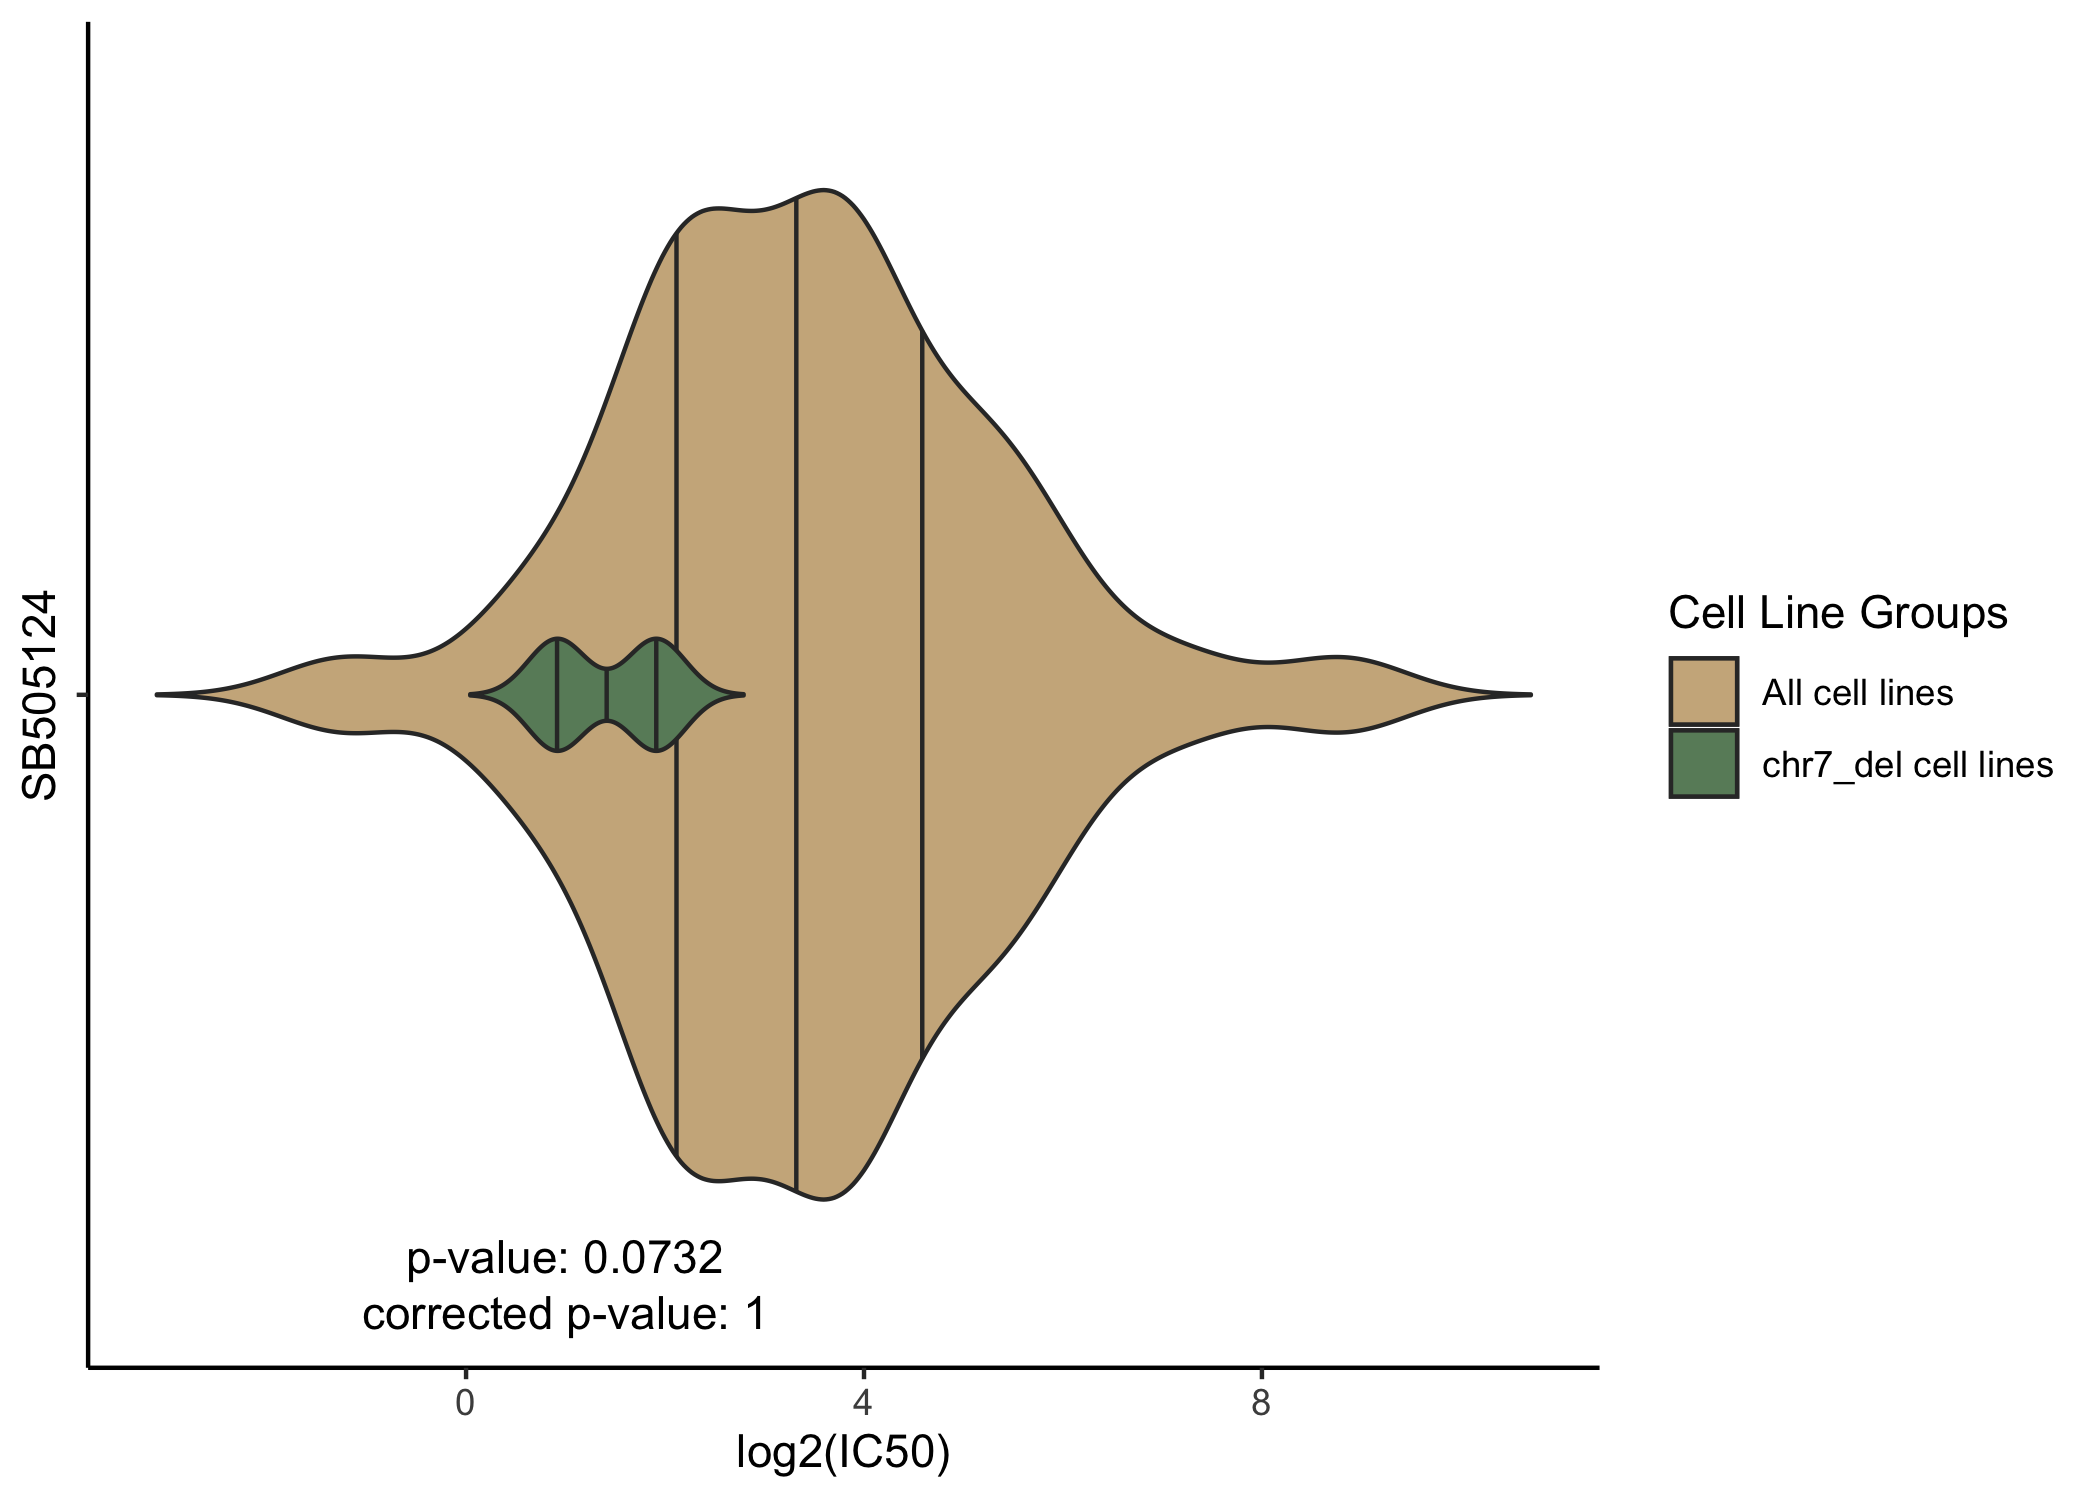 SB505124
p-value: 0.0732
corrected p-value: 1
0 4 8
log2(IC50)
Cell Line Groups
All cell lines
chr7_del cell lines